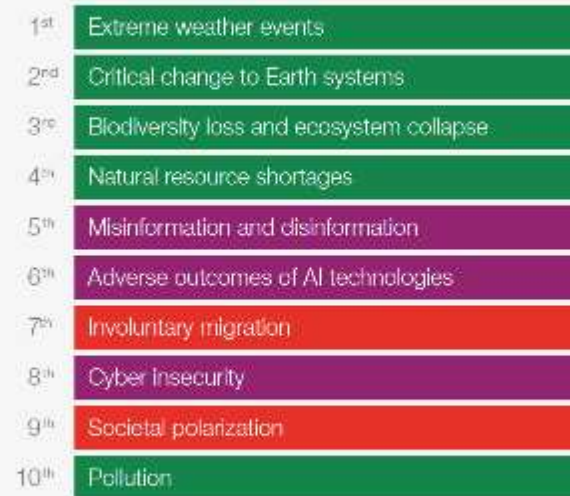 1st Extreme weather events
2nd Critical change to Earth systems
3rd Biodiversity loss and ecosystem collapse
4th Natural resource shortages
5th Misinformation and disinformation
6th Adverse outcomes of AI technologies
7th Involuntary migration
8th Cyber insecurity
9th Societal polarization
10th Pollution